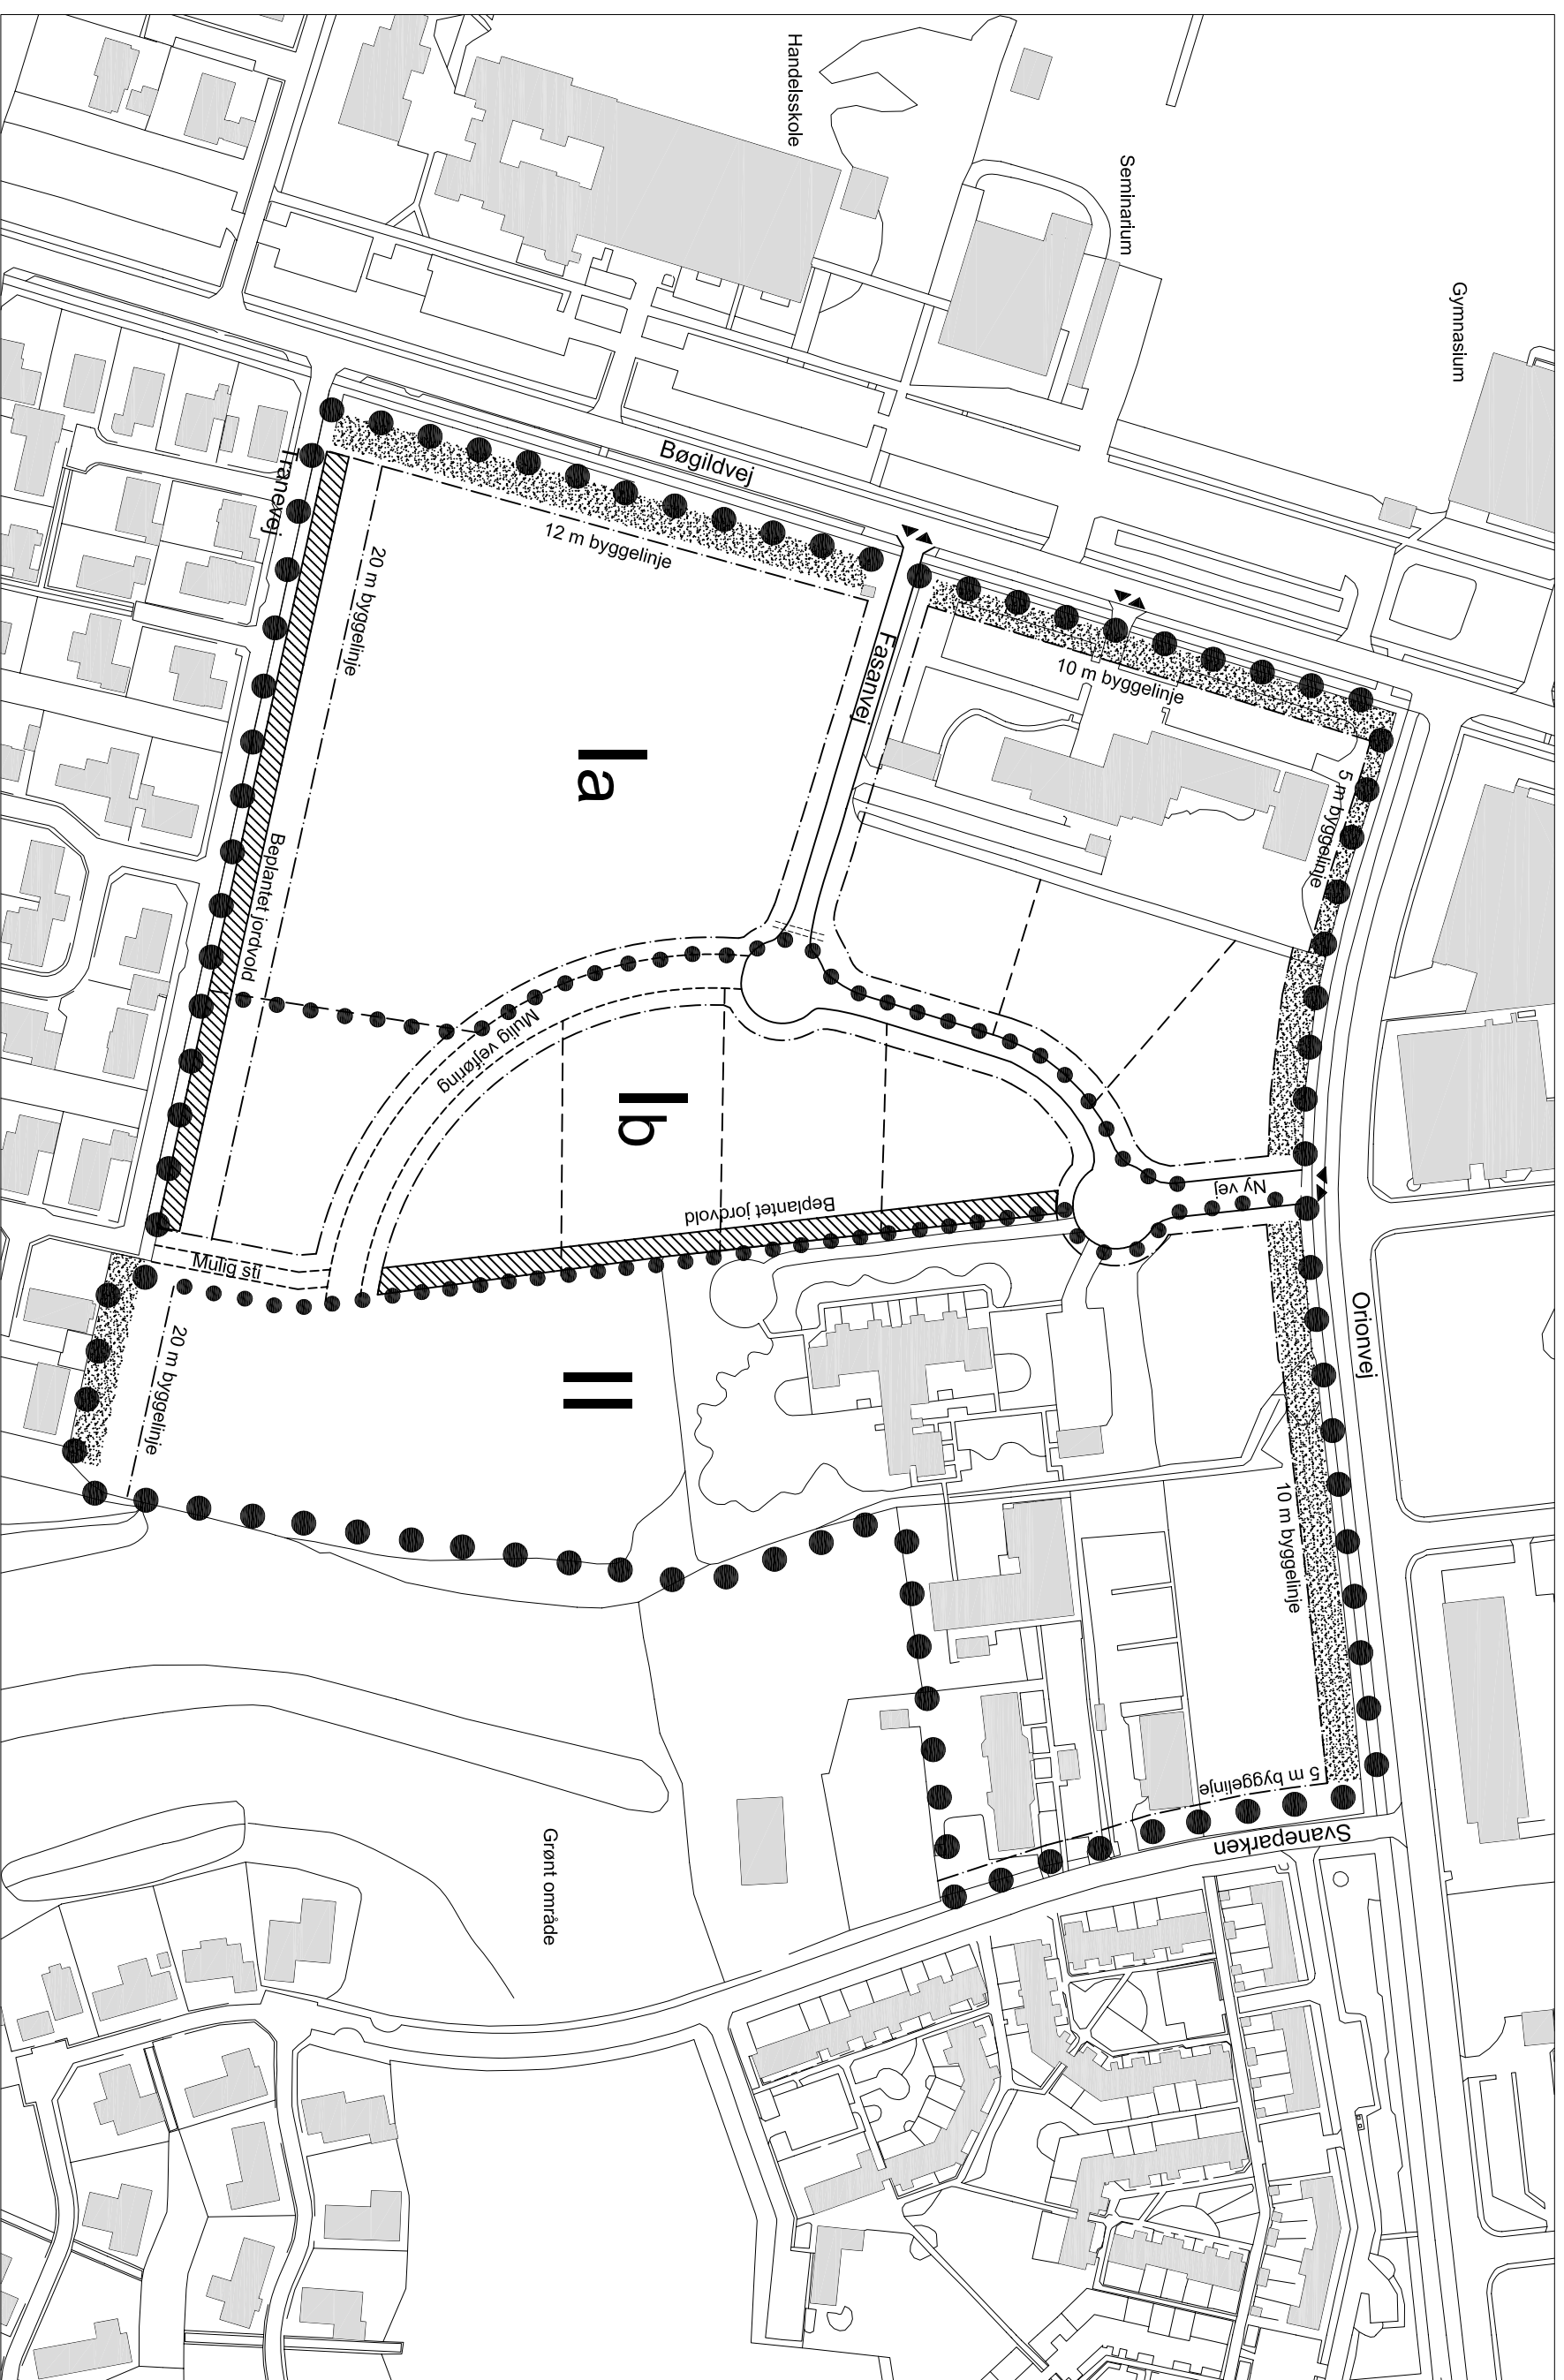 Handelsskole
Seminarium
Gymnasium
Bøgildvej
Tranevej
12 m byggelinje
20 m byggelinje
Fasanvej
10 m byggelinje
5 m byggelinje
Ia
Beplantet jordvold
Mulig vejføring
Ib
Beplantet jordvold
Ny vej
Mulig sti
Orionvej
20 m byggelinje
II
10 m byggelinje
5 m byggelinje
Svaneparken
Grønt område